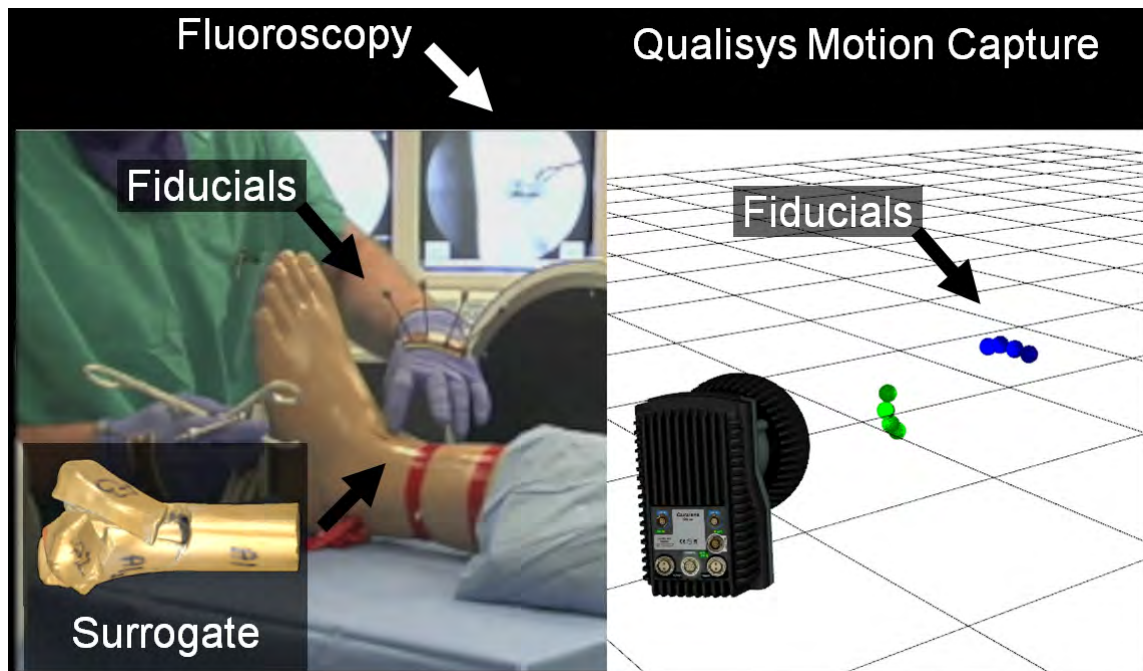 Fluoroscopy
Qualisys Motion Capture
Fiducials
Fiducials
Surrogate